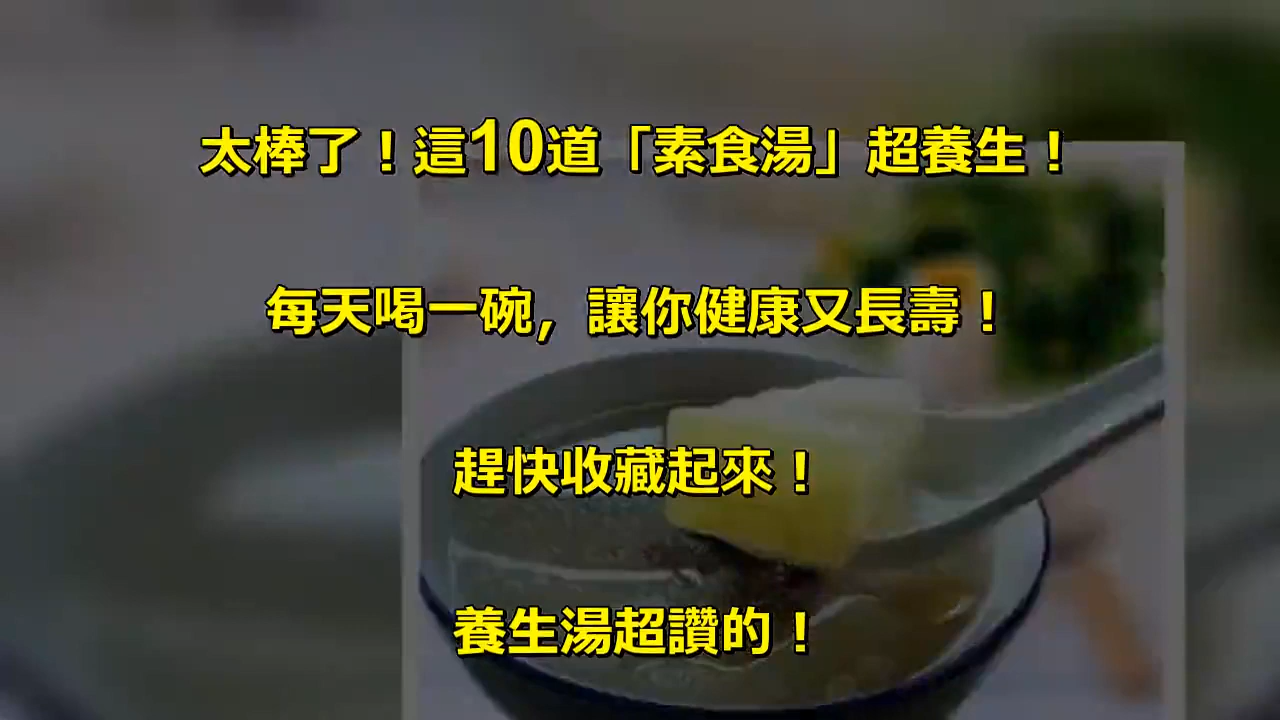 太棒了！這10道「素食湯」超養生！
每天喝一碗，讓你健康又長壽！
趕快收藏起來！
養生湯超讚的！